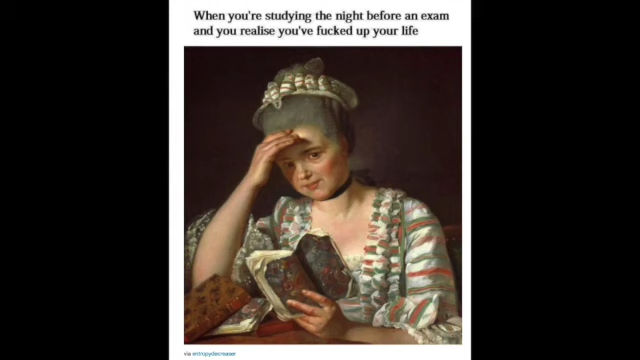 When you're studying the night before an exam
and you realise you've fucked up your life
via entropydecreaser